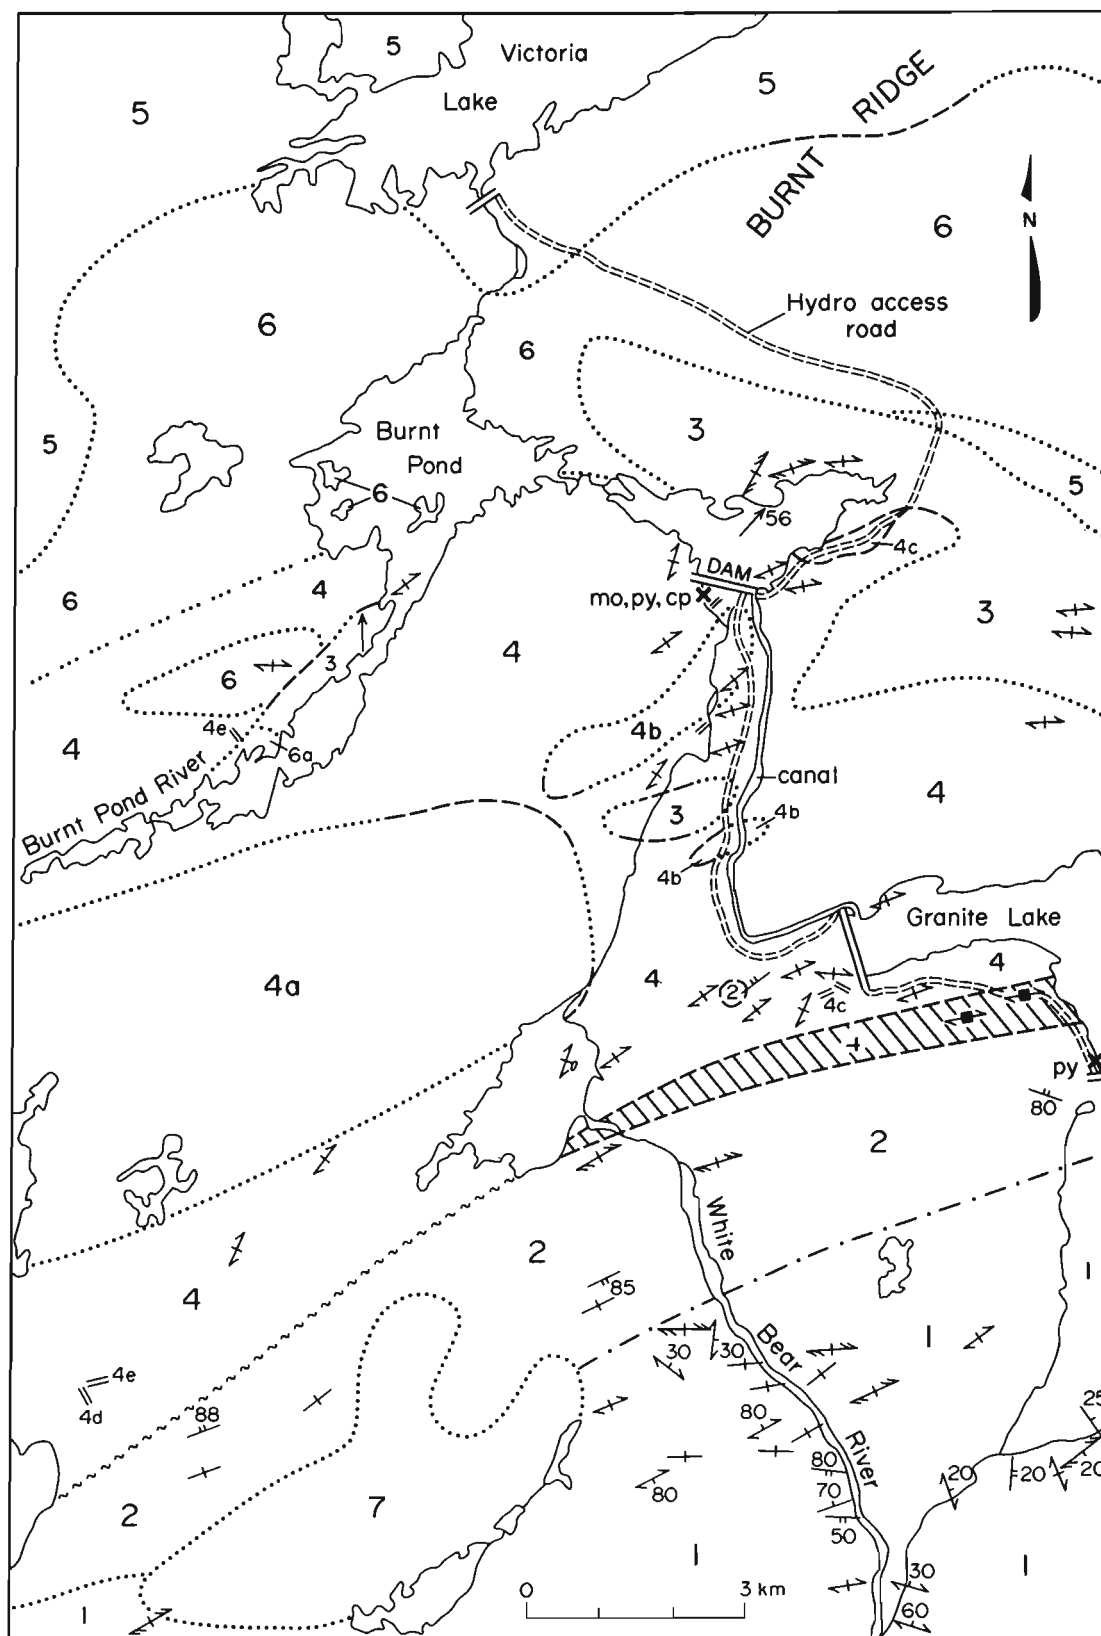 5
Victoria
Lake
5
5
RIDGE
BURNT
6
N
Hydro access
road
6
6
3
Burnt
Pond
6
5
5
56
4c
DAM
mo,py,cp
6
4
4
3
3
6
4e
6a
4b
4
Burnt Pond River
canal
4
3
4b
4b
Granite Lake
4a
4
2
4c
4
py
80
2
White
2
85
1
4
Bear
1
30
30
4e
4d
88
80
25
River
80
20
20
20
80
70
2
7
50
1
1
0
3 km
30
1
60